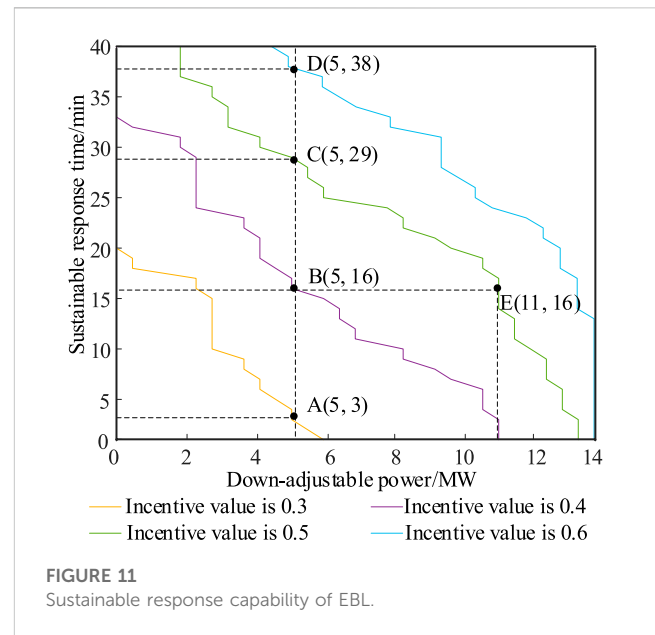 Sustainable response time/min
40
35
30
25
20
15
10
5
0
D(5, 38)
C(5, 29)
B(5, 16)
E(11, 16)
A(5, 3)
0 2 4 6 8 10 12 14
Down-adjustable power/MW
Incentive value is 0.3
Incentive value is 0.4
Incentive value is 0.5
Incentive value is 0.6
FIGURE 11
Sustainable response capability of EBL.